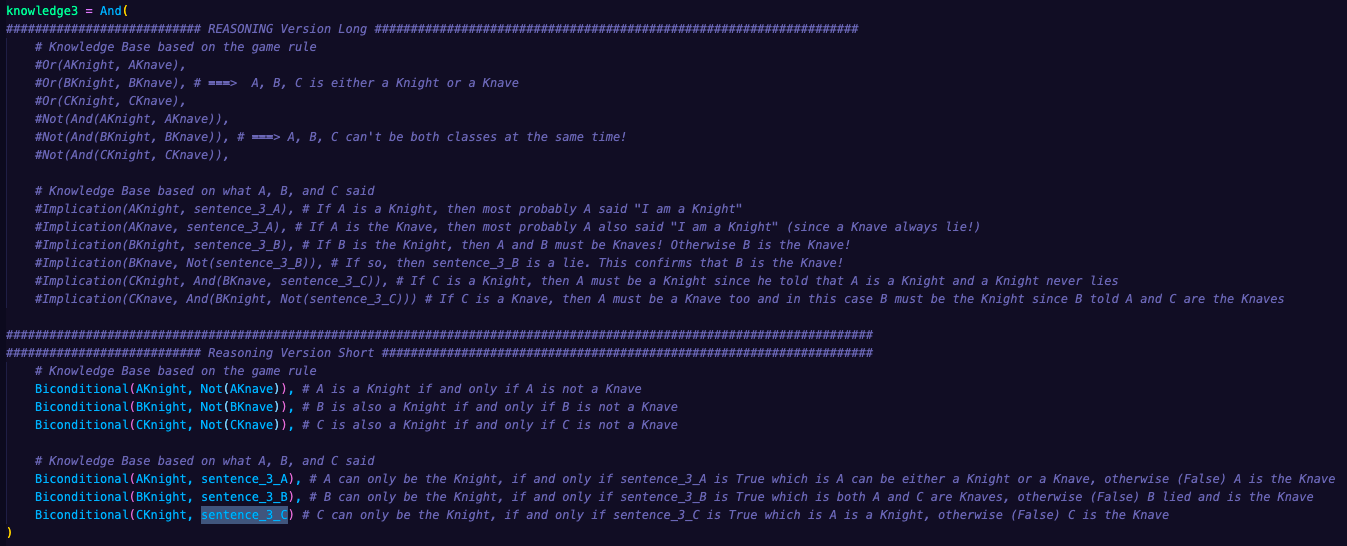 knowledge3 = And(
########################### REASONING Version Long ###################################################################
# Knowledge Base based on the game rule
#Or(AKnight, AKnave),
#Or(BKnight, BKnave), # ===> A, B, C is either a Knight or a Knave
#Or(CKnight, CKnave),
#Not(And(AKnight, AKnave)),
#Not(And(BKnight, BKnave)), # ===> A, B, C can't be both classes at the same time!
#Not(And(CKnight, CKnave)),
# Knowledge Base based on what A, B, and C said
#Implication(AKnight, sentence_3_A), # If A is a Knight, then most probably A said "I am a Knight"
#Implication(AKnave, sentence_3_A), # If A is the Knave, then most probably A also said "I am a Knight" (since a Knave always lie!)
#Implication(BKnight, sentence_3_B), # If B is the Knight, then A and B must be Knaves! Otherwise B is the Knave!
#Implication(BKnave, Not(sentence_3_B)), # If so, then sentence_3_B is a lie. This confirms that B is the Knave!
#Implication(CKnight, And(BKnave, sentence_3_C)), # If C is a Knight, then A must be a Knight since he told that A is a Knight and a Knight never lies
#Implication(CKnave, And(BKnight, Not(sentence_3_C))) # If C is a Knave, then A must be a Knave too and in this case B must be the Knight since B told A and C are the Knaves
########################################################################################################################
########################### Reasoning Version Short ####################################################################
# Knowledge Base based on the game rule
Biconditional(AKnight, Not(AKnave)), # A is a Knight if and only if A is not a Knave
Biconditional(BKnight, Not(BKnave)), # B is also a Knight if and only if B is not a Knave
Biconditional(CKnight, Not(CKnave)), # C is also a Knight if and only if C is not a Knave
# Knowledge Base based on what A, B, and C said
Biconditional(AKnight, sentence_3_A), # A can only be the Knight, if and only if sentence_3_A is True which is A can be either a Knight or a Knave, otherwise (False) A is the Knave
Biconditional(BKnight, sentence_3_B), # B can only be the Knight, if and only if sentence_3_B is True which is both A and C are Knaves, otherwise (False) B lied and is the Knave
Biconditional(CKnight, sentence_3_C) # C can only be the Knight, if and only if sentence_3_C is True which is A is a Knight, otherwise (False) C is the Knave
)